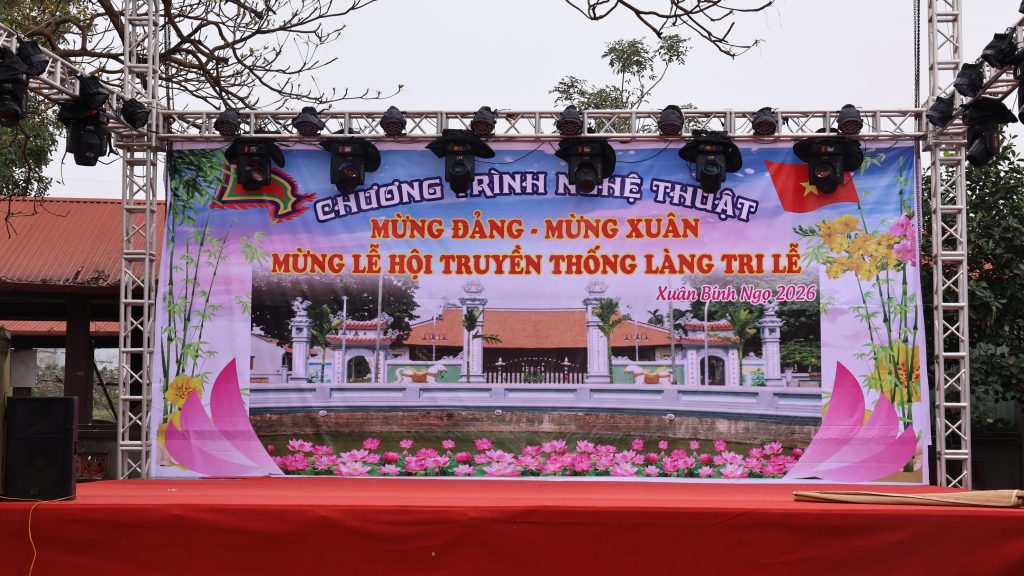 CHƯƠNG TRÌNH NGHỆ THUẬT
MỪNG ĐẢNG - MỪNG XUÂN
MỪNG LỄ HỘI TRUYỀN THỐNG LÀNG TRI LỄ
Xuân Bính Ngọ 2026